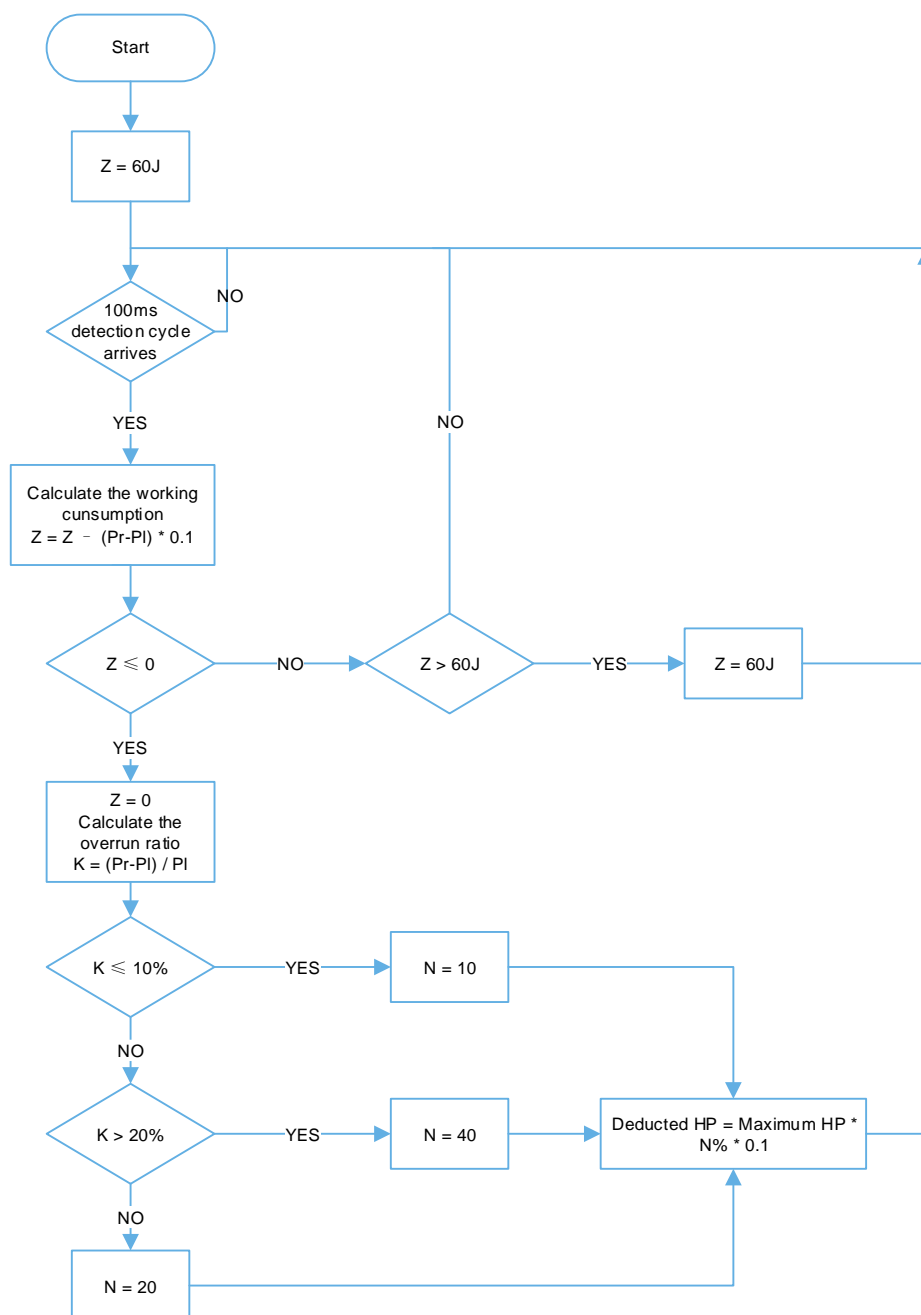 Start
Z = 60J
NO
100ms
detection cycle
arrives
YES
NO
Calculate the working
cunsumption
Z = Z － (Pr-Pl) * 0.1
Z ≤ 0
NO
Z > 60J
YES
Z = 60J
YES
Z = 0
Calculate the
overrun ratio
K = (Pr-Pl) / Pl
K ≤ 10%
YES
N = 10
NO
K > 20%
YES
N = 40
Deducted HP = Maximum HP *
N% * 0.1
NO
N = 20